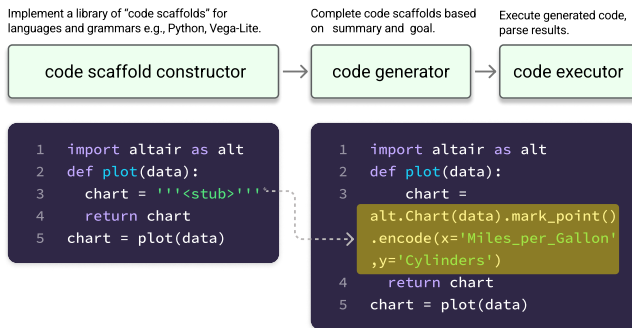 Implement a library of “code scaffolds” for
languages and grammars e.g., Python, Vega-Lite.
Complete code scaffolds based
on summary and goal.
Execute generated code,
parse results.
code scaffold constructor
code generator
code executor
1 import altair as alt
2 def plot(data):
3 chart = '''<stub>'''
4 return chart
5 chart = plot(data)
1 import altair as alt
2 def plot(data):
3 chart =
alt.Chart(data).mark_point()
.encode(x='Miles_per_Gallon'
,y='Cylinders')
4 return chart
5 chart = plot(data)